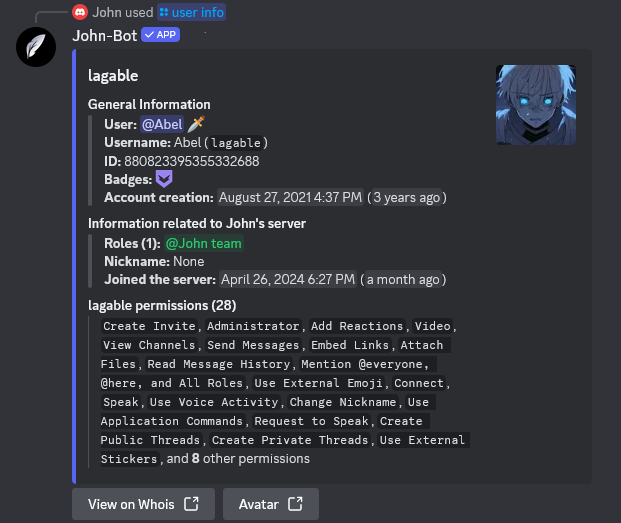 John used user info
John-Bot ✓ APP
lagable
General Information
User: @Abel 🗡️
Username: Abel (lagable)
ID: 880823395355332688
Badges:
Account creation: August 27, 2021 4:37 PM (3 years ago)
Information related to John's server
Roles (1): @John team
Nickname: None
Joined the server: April 26, 2024 6:27 PM (a month ago)
lagable permissions (28)
Create Invite, Administrator, Add Reactions, Video,
View Channels, Send Messages, Embed Links, Attach
Files, Read Message History, Mention @everyone,
@here, and All Roles, Use External Emoji, Connect,
Speak, Use Voice Activity, Change Nickname, Use
Application Commands, Request to Speak, Create
Public Threads, Create Private Threads, Use External
Stickers, and 8 other permissions
View on Whois
Avatar